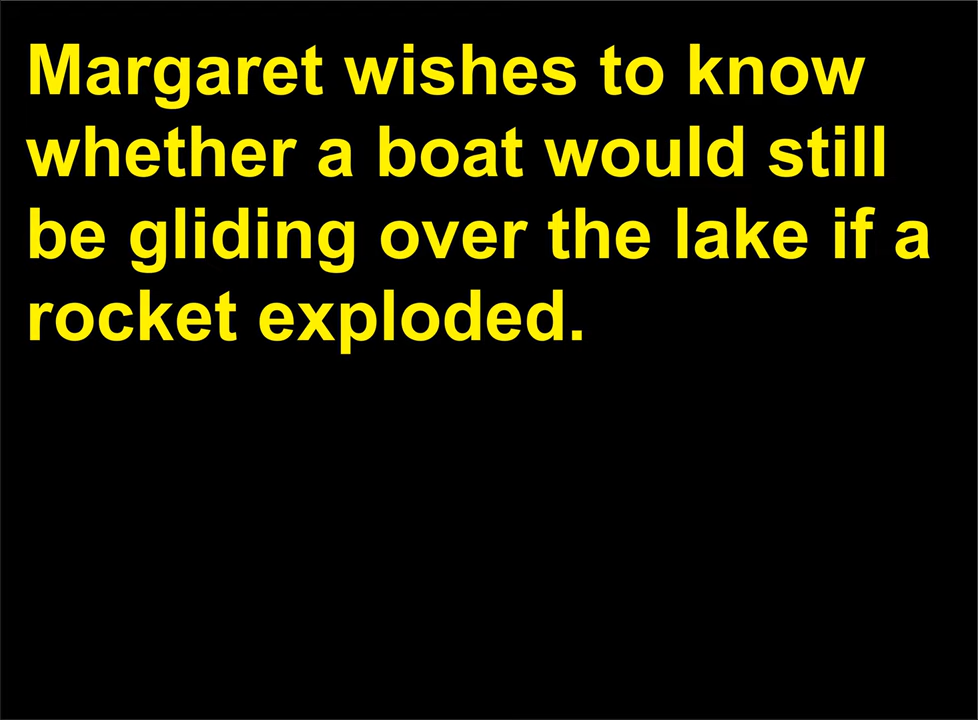 Margaret wishes to know
whether a boat would still
be gliding over the lake if a
rocket exploded.